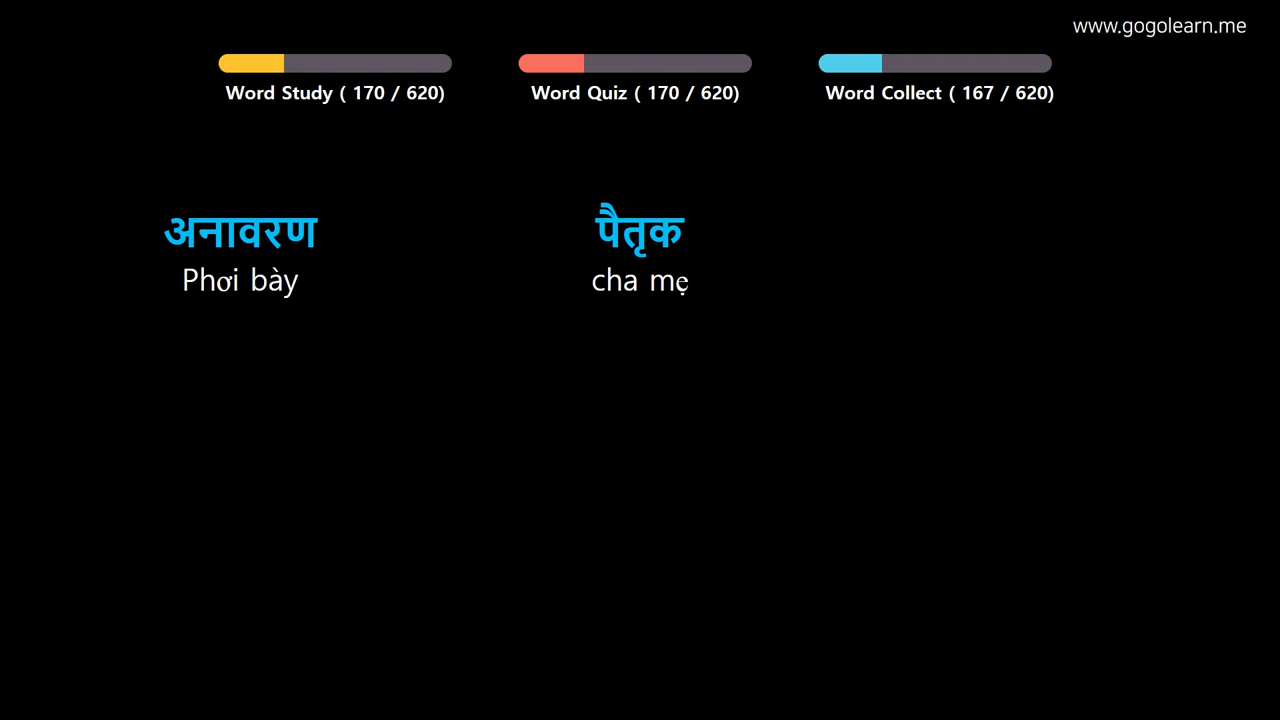 www.gogolearn.me
Word Study ( 170 / 620)
Word Quiz ( 170 / 620)
Word Collect ( 167 / 620)
अनावरण
Phơi bày
पैतृक
cha mẹ